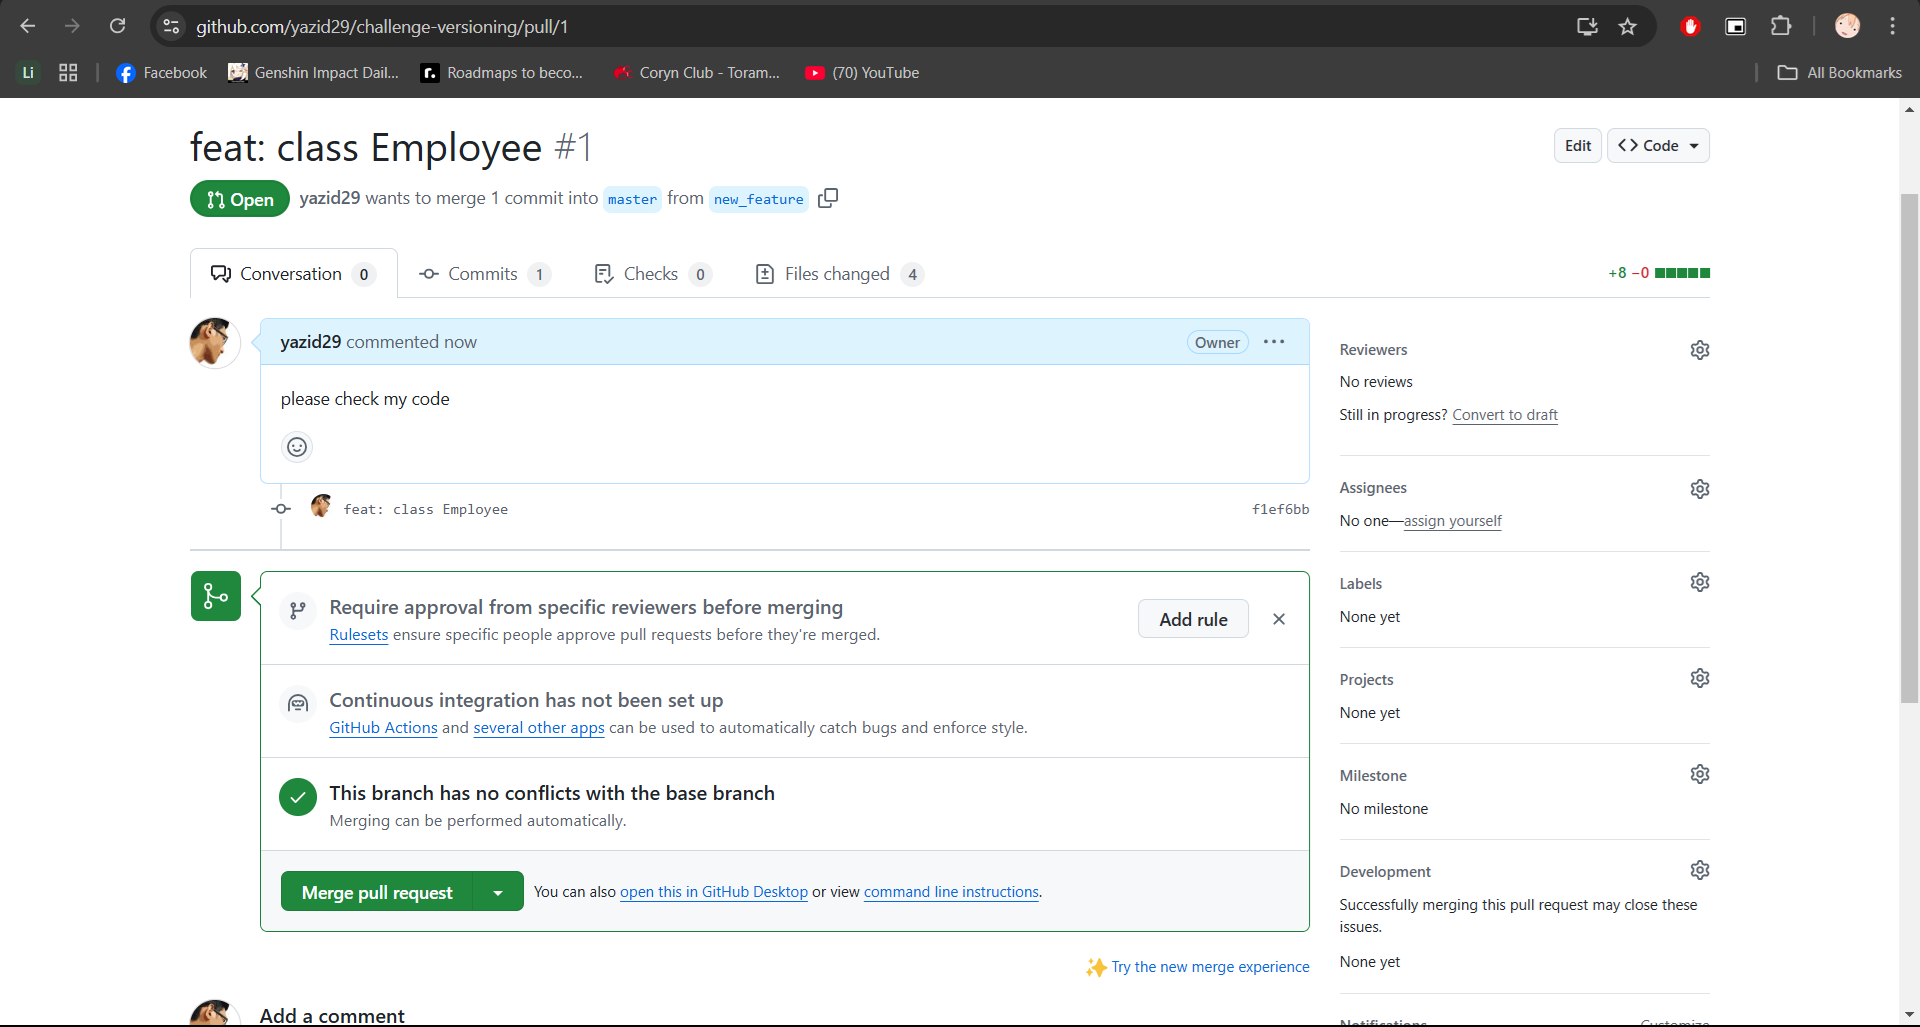 github.com/yazid29/challenge-versioning/pull/1
Li
Facebook
Genshin Impact Dail...
Roadmaps to beco...
Coryn Club - Toram...
(70) YouTube
All Bookmarks
feat: class Employee #1
Edit
Code
Open
yazid29 wants to merge 1 commit into master from new_feature
Conversation 0
Commits 1
Checks 0
Files changed 4
+8 −0
yazid29 commented now
Owner
please check my code
feat: class Employee
f1ef6bb
Require approval from specific reviewers before merging
Rulesets ensure specific people approve pull requests before they're merged.
Add rule
Continuous integration has not been set up
GitHub Actions and several other apps can be used to automatically catch bugs and enforce style.
This branch has no conflicts with the base branch
Merging can be performed automatically.
Merge pull request
You can also open this in GitHub Desktop or view command line instructions.
Try the new merge experience
Add a comment
Reviewers
No reviews
Still in progress? Convert to draft
Assignees
No one—assign yourself
Labels
None yet
Projects
None yet
Milestone
No milestone
Development
Successfully merging this pull request may close these
issues.
None yet
Notifications
Customize